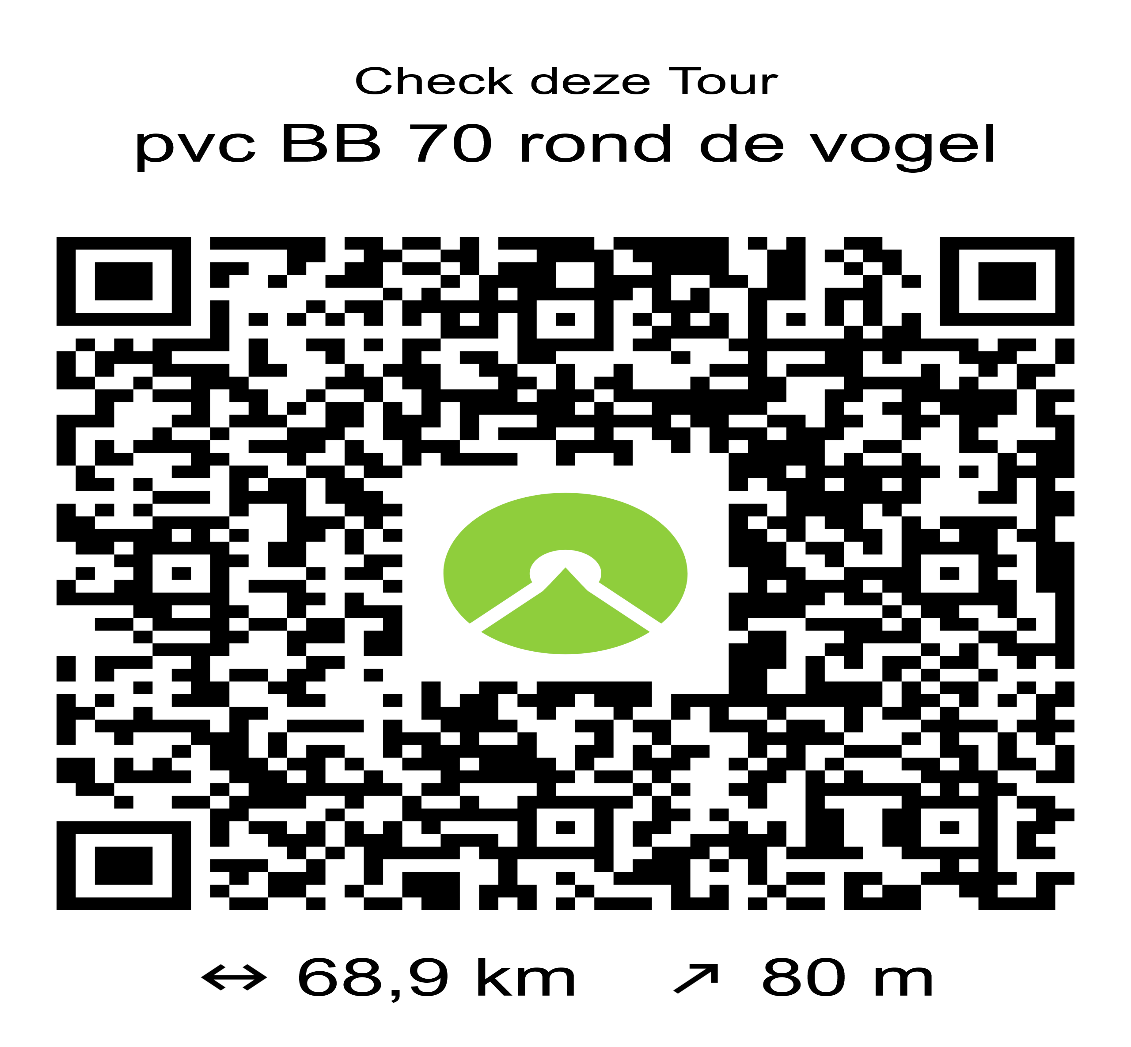 Check deze Tour
pvc BB 70 rond de vogel
↔ 68,9 km ↗ 80 m